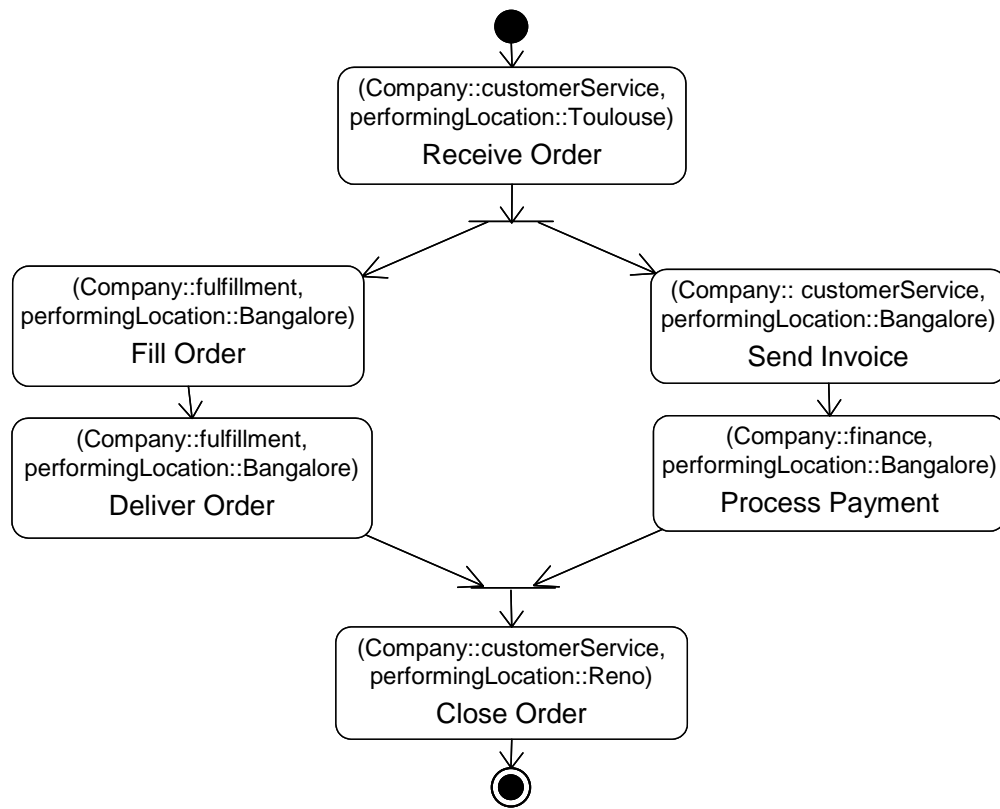 (Company::customerService,
performingLocation::Toulouse)
Receive Order
(Company::fulfillment,
performingLocation::Bangalore)
Fill Order
(Company:: customerService,
performingLocation::Bangalore)
Send Invoice
(Company::fulfillment,
performingLocation::Bangalore)
Deliver Order
(Company::finance,
performingLocation::Bangalore)
Process Payment
(Company::customerService,
performingLocation::Reno)
Close Order